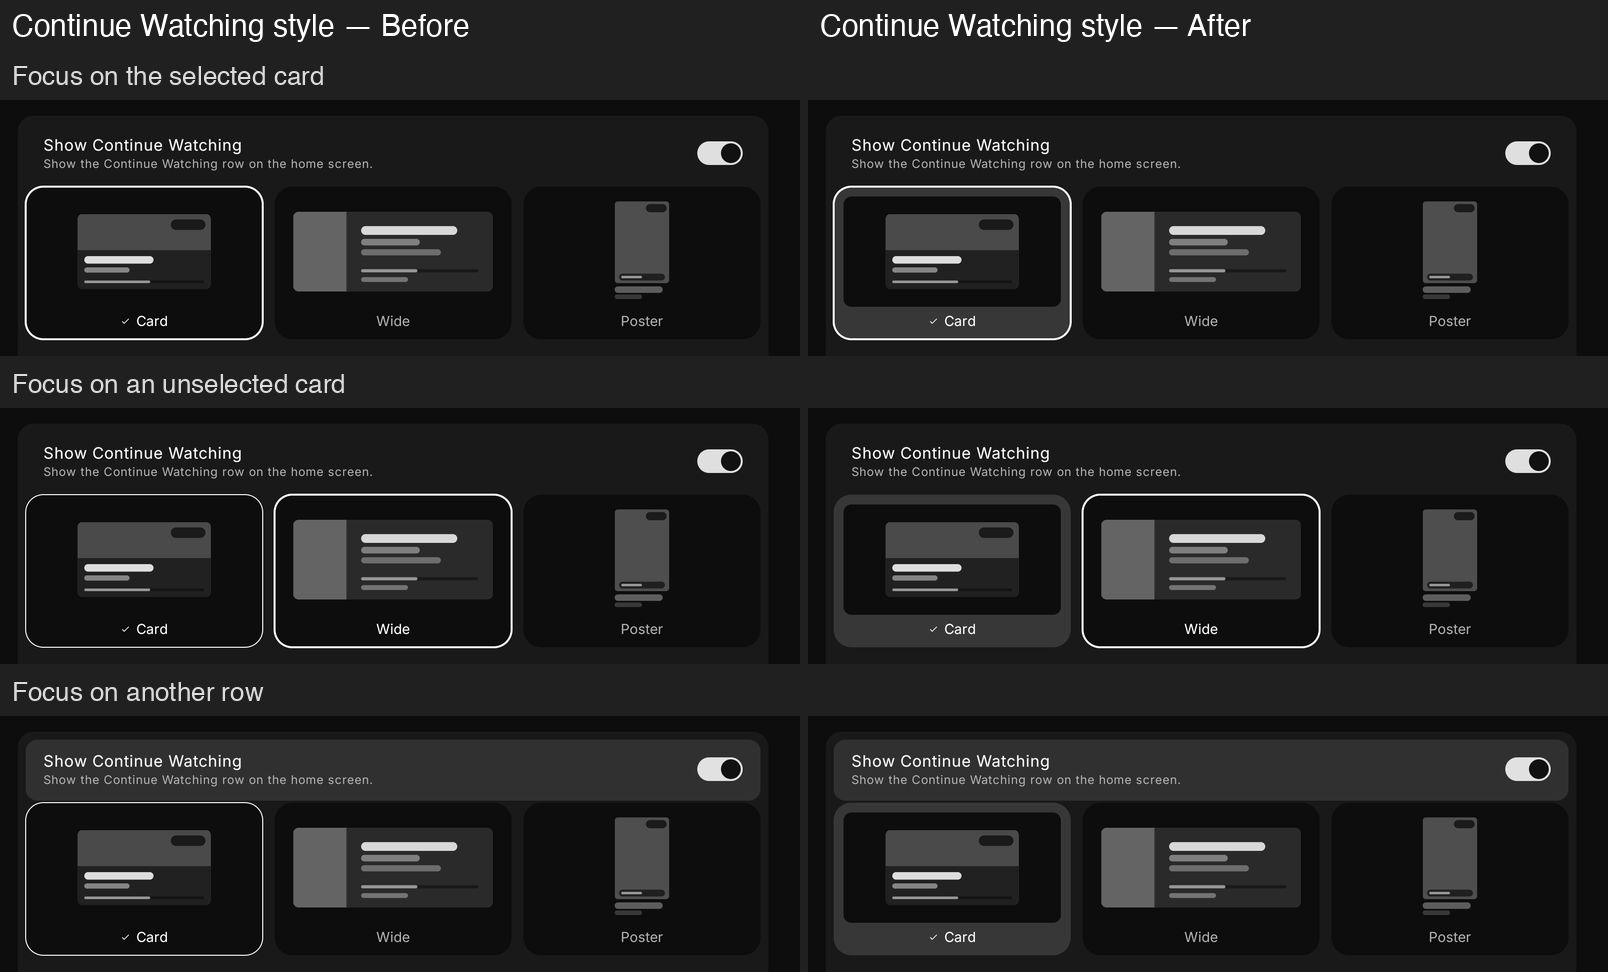 Continue Watching style — Before
Continue Watching style — After
Focus on the selected card
Show Continue Watching
Show the Continue Watching row on the home screen.
✓ Card
Wide
Poster
Show Continue Watching
Show the Continue Watching row on the home screen.
✓ Card
Wide
Poster
Focus on an unselected card
Show Continue Watching
Show the Continue Watching row on the home screen.
✓ Card
Wide
Poster
Show Continue Watching
Show the Continue Watching row on the home screen.
✓ Card
Wide
Poster
Focus on another row
Show Continue Watching
Show the Continue Watching row on the home screen.
✓ Card
Wide
Poster
Show Continue Watching
Show the Continue Watching row on the home screen.
✓ Card
Wide
Poster